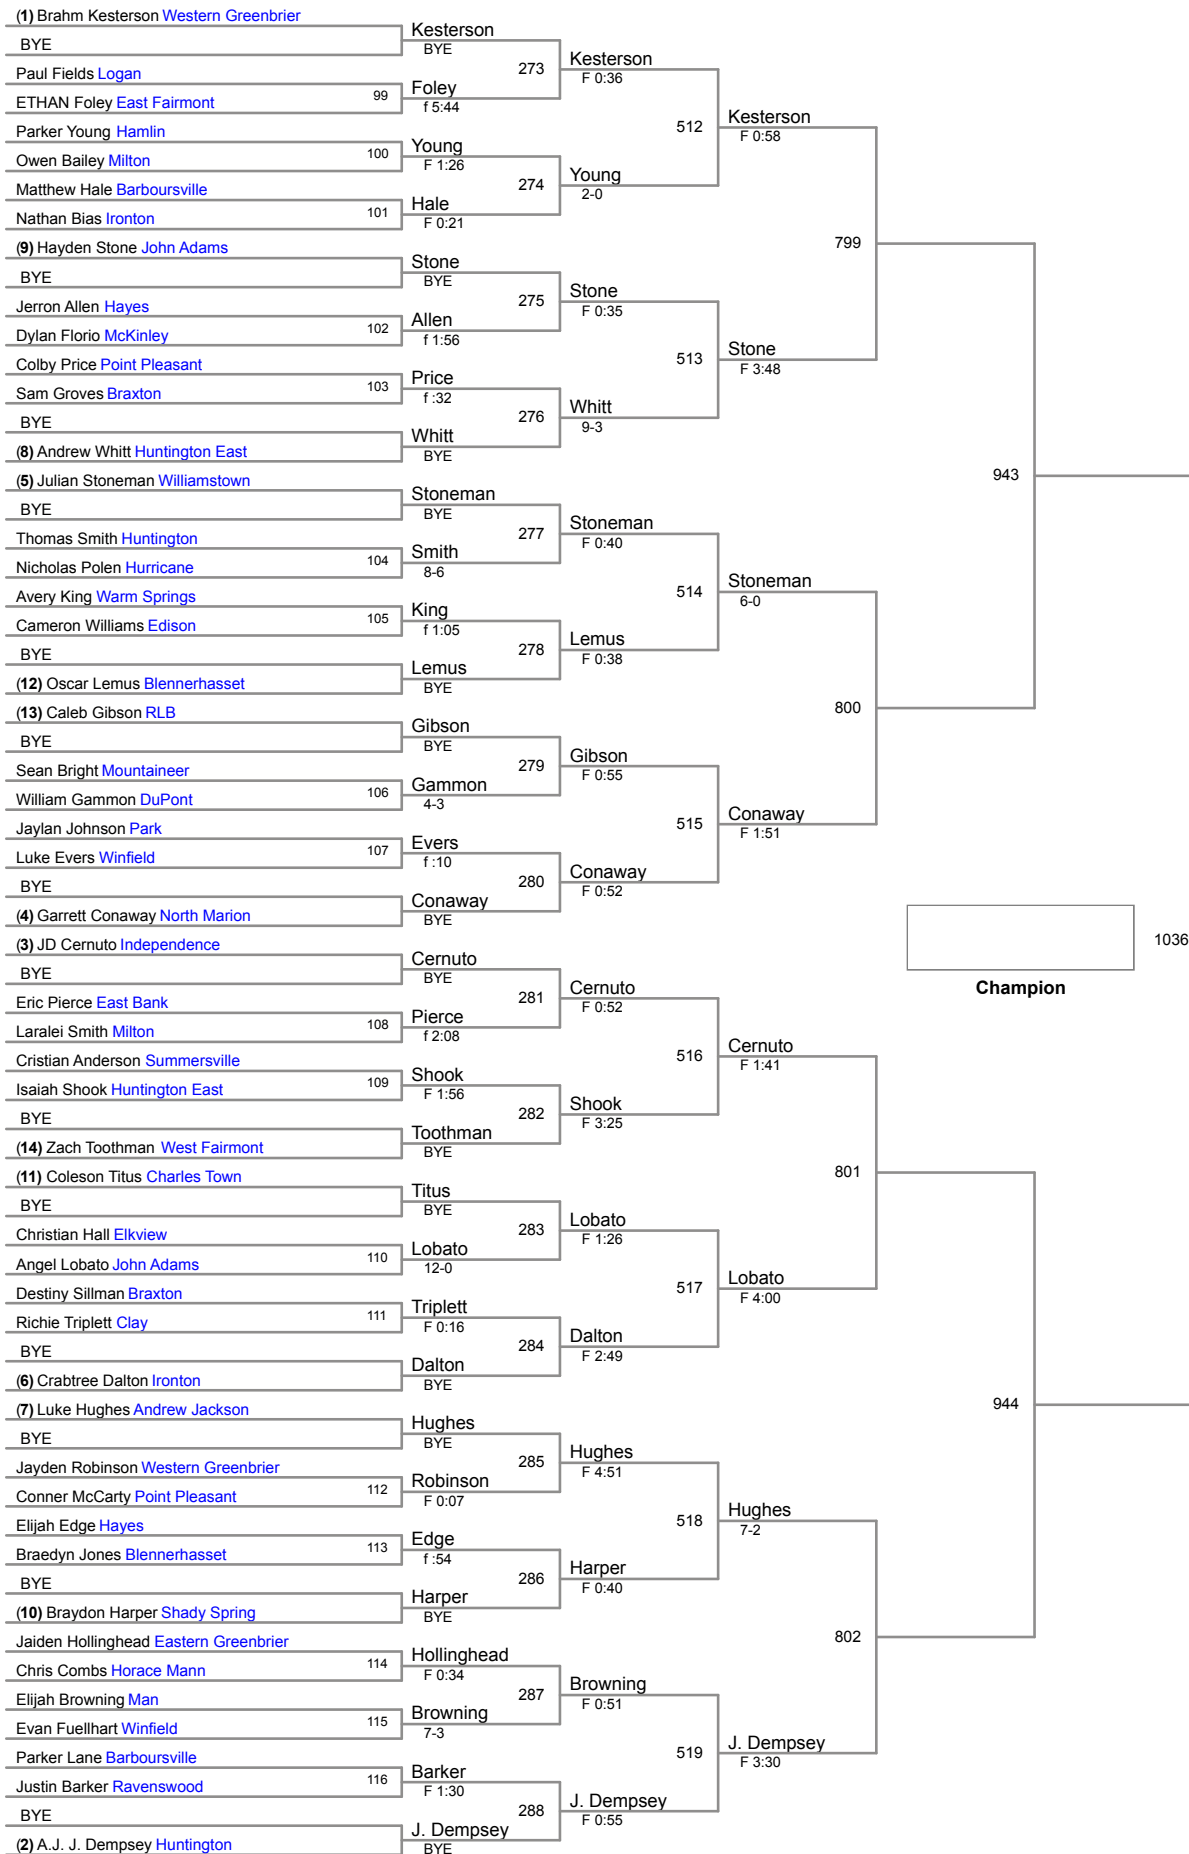 (1) Brahm Kesterson Western Greenbrier
BYE
Paul Fields Logan
ETHAN Foley East Fairmont
Parker Young Hamlin
Owen Bailey Milton
Matthew Hale Barboursville
Nathan Bias Ironton
(9) Hayden Stone John Adams
BYE
Jerron Allen Hayes
Dylan Florio McKinley
Colby Price Point Pleasant
Sam Groves Braxton
BYE
(8) Andrew Whitt Huntington East
(5) Julian Stoneman Williamstown
BYE
Thomas Smith Huntington
Nicholas Polen Hurricane
Avery King Warm Springs
Cameron Williams Edison
BYE
(12) Oscar Lemus Blennerhasset
(13) Caleb Gibson RLB
BYE
Sean Bright Mountaineer
William Gammon DuPont
Jaylan Johnson Park
Luke Evers Winfield
BYE
(4) Garrett Conaway North Marion
(3) JD Cernuto Independence
BYE
Eric Pierce East Bank
Laralei Smith Milton
Cristian Anderson Summersville
Isaiah Shook Huntington East
BYE
(14) Zach Toothman West Fairmont
(11) Coleson Titus Charles Town
BYE
Christian Hall Elkview
Angel Lobato John Adams
Destiny Sillman Braxton
Richie Triplett Clay
BYE
(6) Crabtree Dalton Ironton
(7) Luke Hughes Andrew Jackson
BYE
Jayden Robinson Western Greenbrier
Conner McCarty Point Pleasant
Elijah Edge Hayes
Braedyn Jones Blennerhasset
BYE
(10) Braydon Harper Shady Spring
Jaiden Hollinghead Eastern Greenbrier
Chris Combs Horace Mann
Elijah Browning Man
Evan Fuellhart Winfield
Parker Lane Barboursville
Justin Barker Ravenswood
BYE
(2) A.J. J. Dempsey Huntington
99
100
101
102
103
104
105
106
107
108
109
110
111
112
113
114
115
116
Kesterson
BYE
Foley
f 5:44
Young
F 1:26
Hale
F 0:21
Stone
BYE
Allen
f 1:56
Price
f :32
Whitt
BYE
Stoneman
BYE
Smith
8-6
King
f 1:05
Lemus
BYE
Gibson
BYE
Gammon
4-3
Evers
f :10
Conaway
BYE
Cernuto
BYE
Pierce
f 2:08
Shook
F 1:56
Toothman
BYE
Titus
BYE
Lobato
12-0
Triplett
F 0:16
Dalton
BYE
Hughes
BYE
Robinson
F 0:07
Edge
f :54
Harper
BYE
Hollinghead
F 0:34
Browning
7-3
Barker
F 1:30
J. Dempsey
BYE
273
274
275
276
277
278
279
280
281
282
283
284
285
286
287
288
Kesterson
F 0:36
Young
2-0
Stone
F 0:35
Whitt
9-3
Stoneman
F 0:40
Lemus
F 0:38
Gibson
F 0:55
Conaway
F 0:52
Cernuto
F 0:52
Shook
F 3:25
Lobato
F 1:26
Dalton
F 2:49
Hughes
F 4:51
Harper
F 0:40
Browning
F 0:51
J. Dempsey
F 0:55
512
513
514
515
516
517
518
519
Kesterson
F 0:58
Stone
F 3:48
Stoneman
6-0
Conaway
F 1:51
Cernuto
F 1:41
Lobato
F 4:00
Hughes
7-2
J. Dempsey
F 3:30
799
800
801
802
943
944
1036
Champion